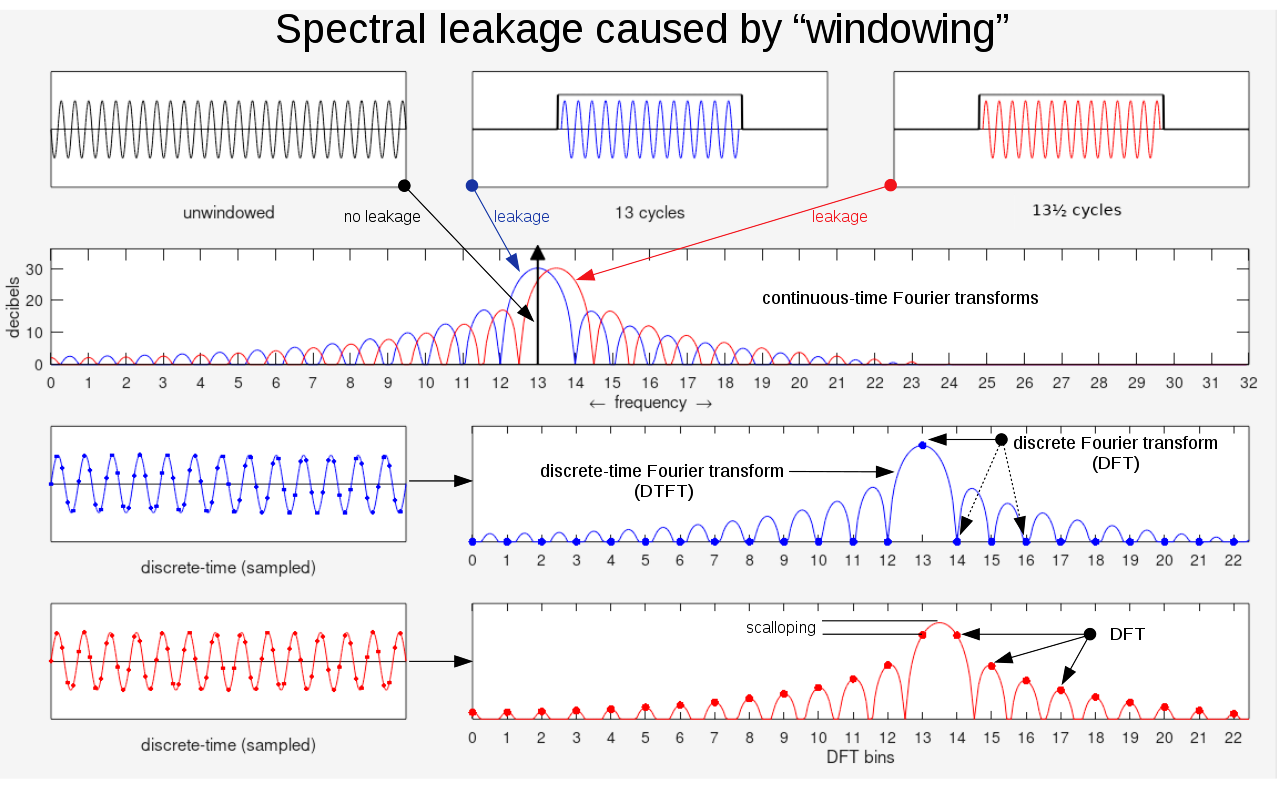 Spectral leakage caused by “windowing”
unwindowed
no leakage
leakage
13 cycles
leakage
13½ cycles
decibels
30
20
10
0
continuous-time Fourier transforms
0 1 2 3 4 5 6 7 8 9 10 11 12 13 14 15 16 17 18 19 20 21 22 23 24 25 26 27 28 29 30 31 32
← frequency →
discrete-time (sampled)
discrete-time Fourier transform
(DTFT)
discrete Fourier transform
(DFT)
0 1 2 3 4 5 6 7 8 9 10 11 12 13 14 15 16 17 18 19 20 21 22
discrete-time (sampled)
scalloping
DFT
0 1 2 3 4 5 6 7 8 9 10 11 12 13 14 15 16 17 18 19 20 21 22
DFT bins